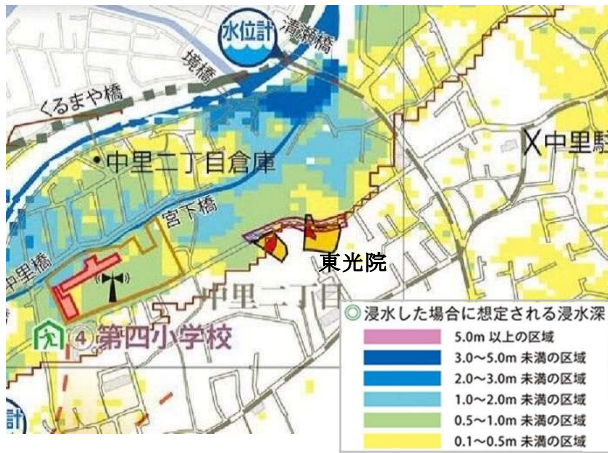 水位計
清瀬橋
境橋
くるまや橋
中里二丁目倉庫
X中里駐
宮下橋
中里橋
東光院
中里二丁目
④第四小学校
計
◎浸水した場合に想定される浸水深
5.0m 以上の区域
3.0～5.0m 未満の区域
2.0～3.0m 未満の区域
1.0～2.0m 未満の区域
0.5～1.0m 未満の区域
0.1～0.5m 未満の区域